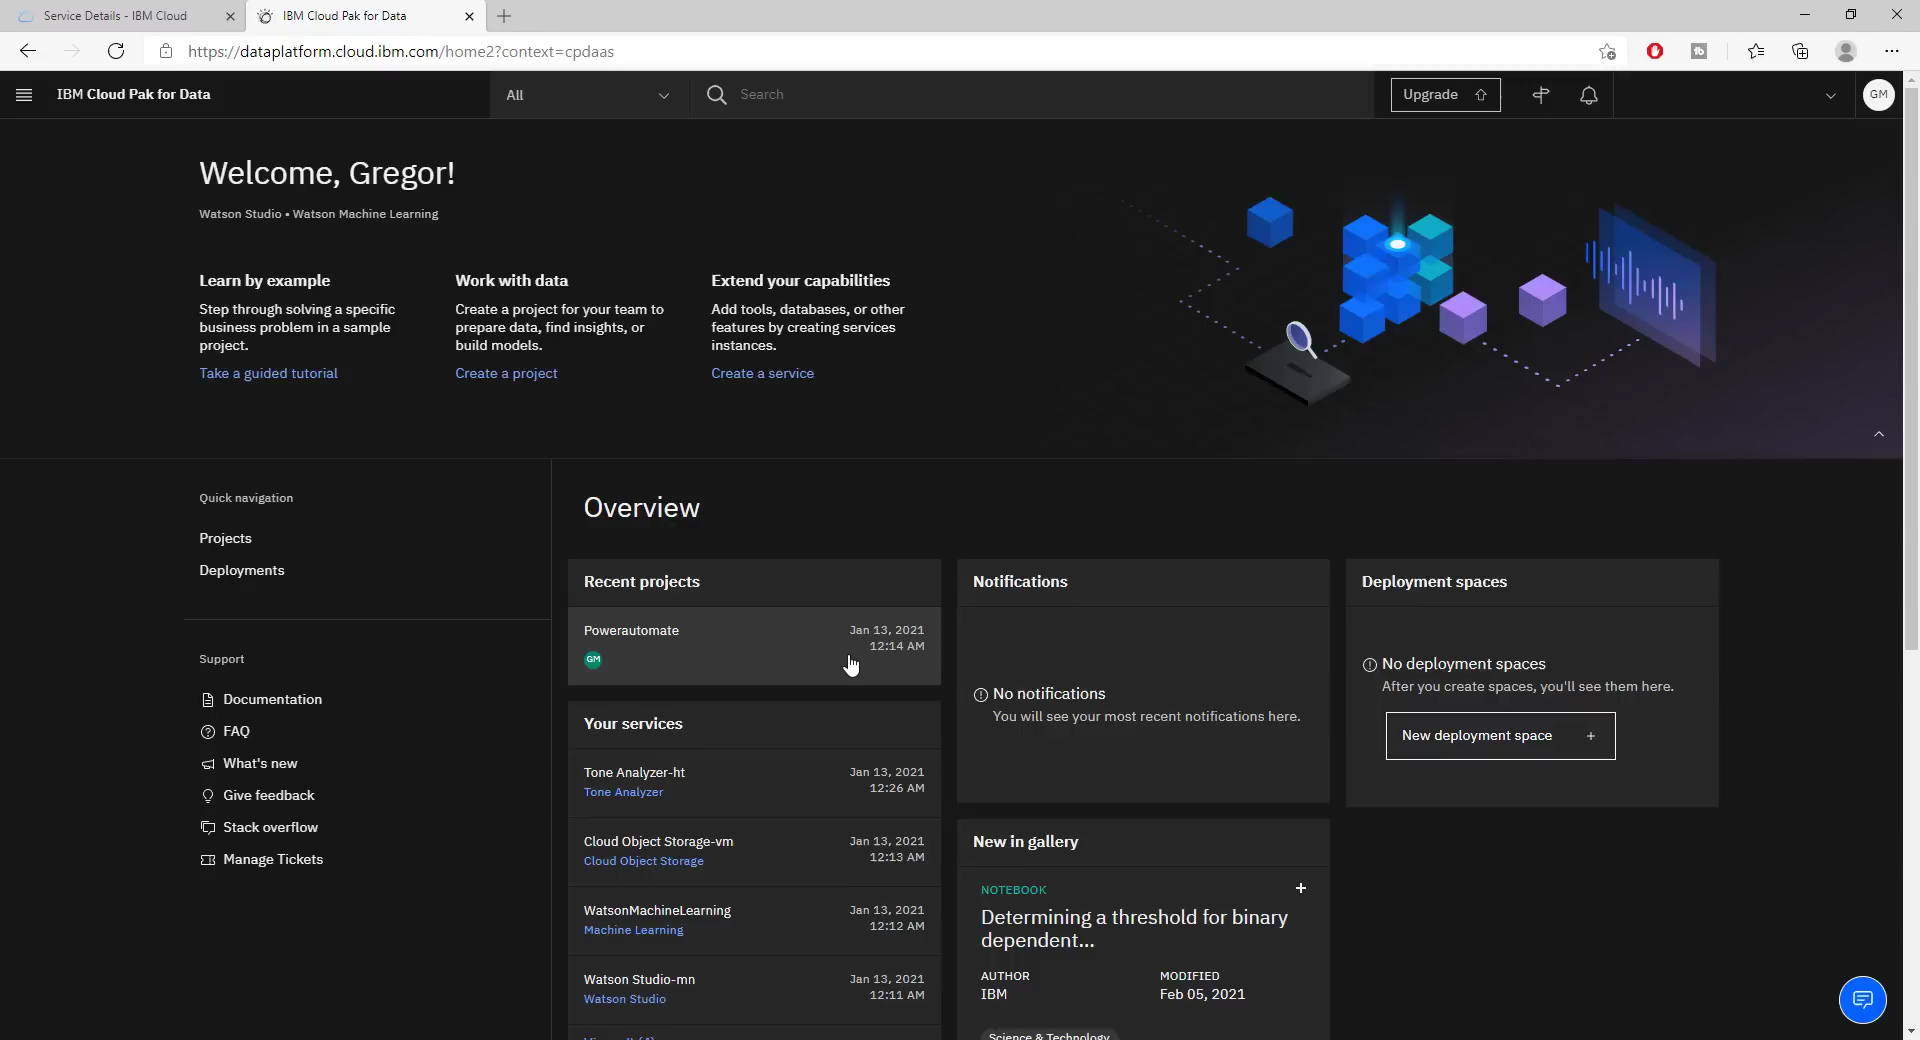 Service Details - IBM Cloud
IBM Cloud Pak for Data
https://dataplatform.cloud.ibm.com/home2?context=cpdaas
IBM Cloud Pak for Data
All
Search
Upgrade
GM
Welcome, Gregor!
Watson Studio • Watson Machine Learning
Learn by example
Step through solving a specific
business problem in a sample
project.
Take a guided tutorial
Work with data
Create a project for your team to
prepare data, find insights, or
build models.
Create a project
Extend your capabilities
Add tools, databases, or other
features by creating services
instances.
Create a service
Quick navigation
Projects
Deployments
Support
Documentation
FAQ
What's new
Give feedback
Stack overflow
Manage Tickets
Overview
Recent projects
Powerautomate
Jan 13, 2021
12:14 AM
GM
Your services
Tone Analyzer-ht
Jan 13, 2021
Tone Analyzer
12:26 AM
Cloud Object Storage-vm
Jan 13, 2021
Cloud Object Storage
12:13 AM
WatsonMachineLearning
Jan 13, 2021
Machine Learning
12:12 AM
Watson Studio-mn
Jan 13, 2021
Watson Studio
12:11 AM
Notifications
No notifications
You will see your most recent notifications here.
New in gallery
NOTEBOOK
Determining a threshold for binary
dependent...
AUTHOR
MODIFIED
IBM
Feb 05, 2021
Science & Technology
Deployment spaces
No deployment spaces
After you create spaces, you'll see them here.
New deployment space